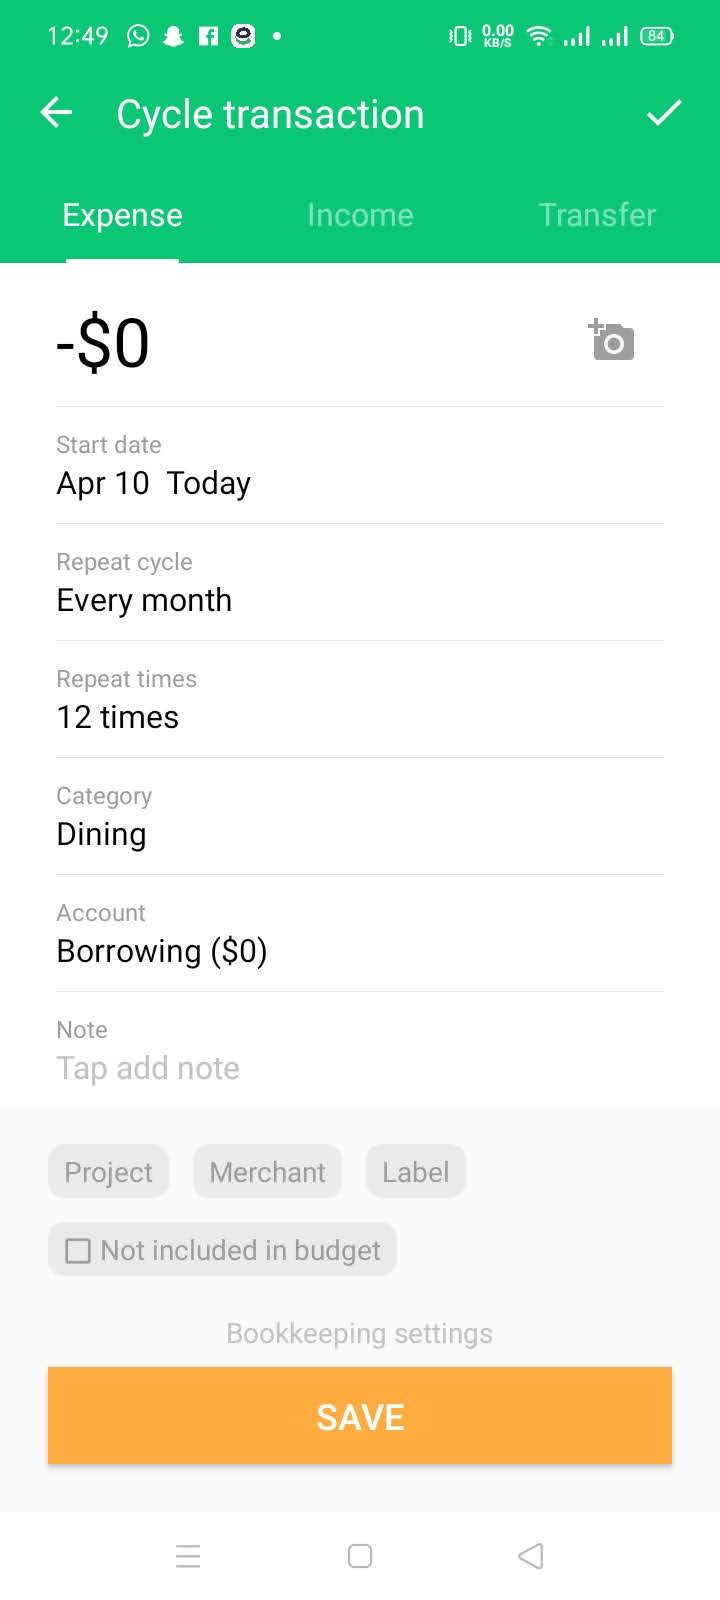 12:49 0.00 KB/S 84
Cycle transaction
Expense Income Transfer
-$0
Start date
Apr 10 Today
Repeat cycle
Every month
Repeat times
12 times
Category
Dining
Account
Borrowing ($0)
Note
Tap add note
Project Merchant Label
Not included in budget
Bookkeeping settings
SAVE